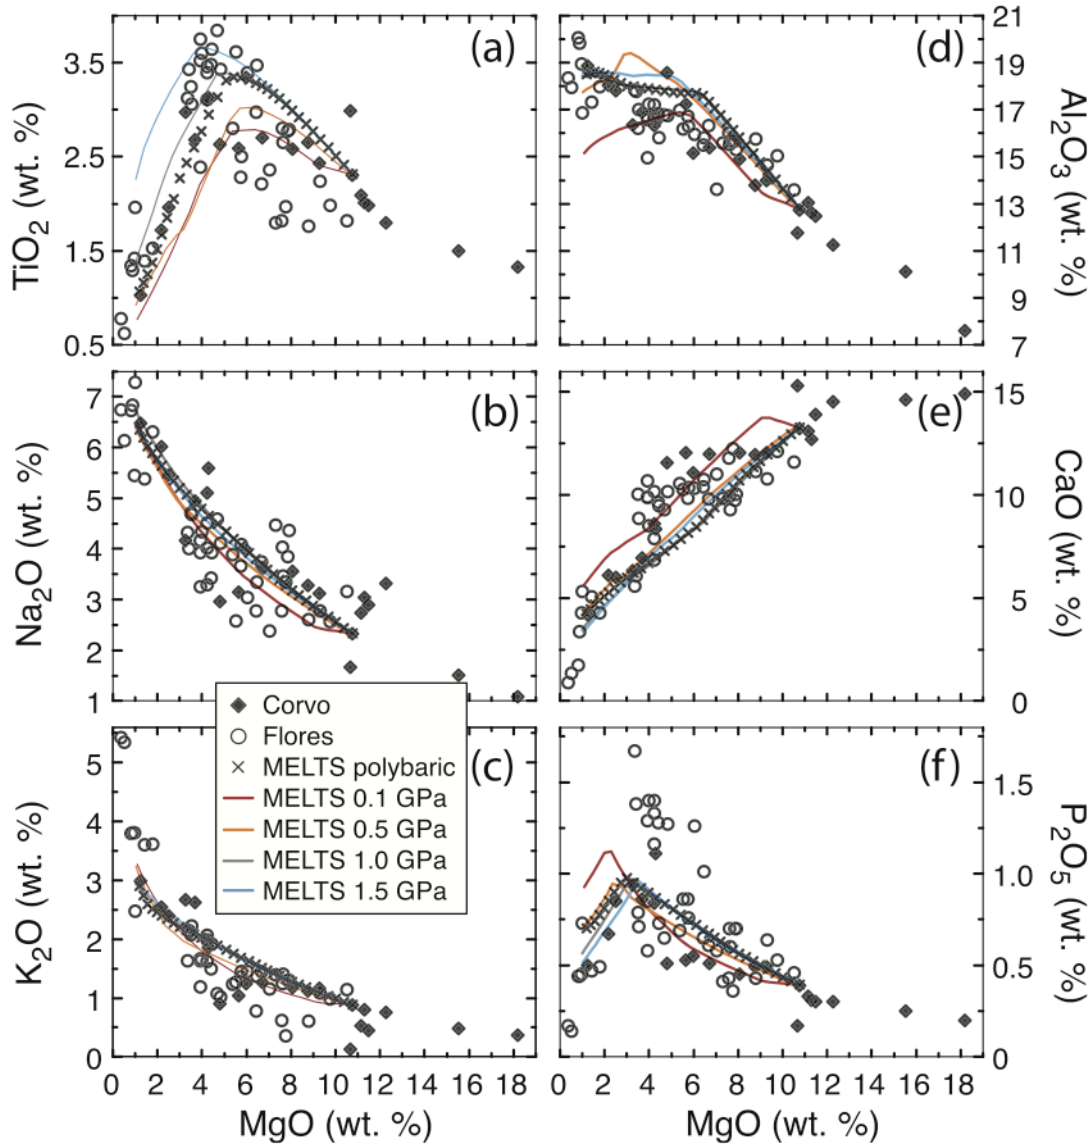 (a)
3.5
2.5
1.5
0.5
TiO2 (wt. %)
(d)
21
19
17
15
13
11
9
7
Al2O3 (wt. %)
(b)
7
6
5
4
3
2
1
Na2O (wt. %)
(e)
15
10
5
0
CaO (wt. %)
Corvo
Flores
MELTS polybaric
MELTS 0.1 GPa
MELTS 0.5 GPa
MELTS 1.0 GPa
MELTS 1.5 GPa
(c)
5
4
3
2
1
0
K2O (wt. %)
0 2 4 6 8 10 12 14 16 18
MgO (wt. %)
(f)
1.5
1.0
0.5
0
P2O5 (wt. %)
2 4 6 8 10 12 14 16 18
MgO (wt. %)